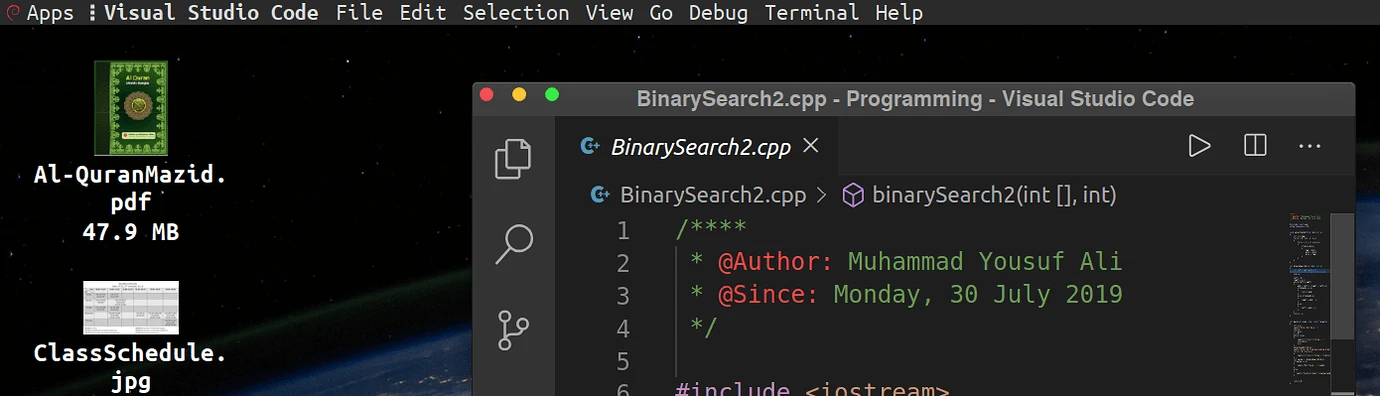 Apps Visual Studio Code File Edit Selection View Go Debug Terminal Help
Al Quran
Al-QuranMazid.
pdf
47.9 MB
ClassSchedule.
jpg
BinarySearch2.cpp - Programming - Visual Studio Code
BinarySearch2.cpp
BinarySearch2.cpp > binarySearch2(int [], int)
1 /****
2 * @Author: Muhammad Yousuf Ali
3 * @Since: Monday, 30 July 2019
4 */
5
6 #include <iostream>